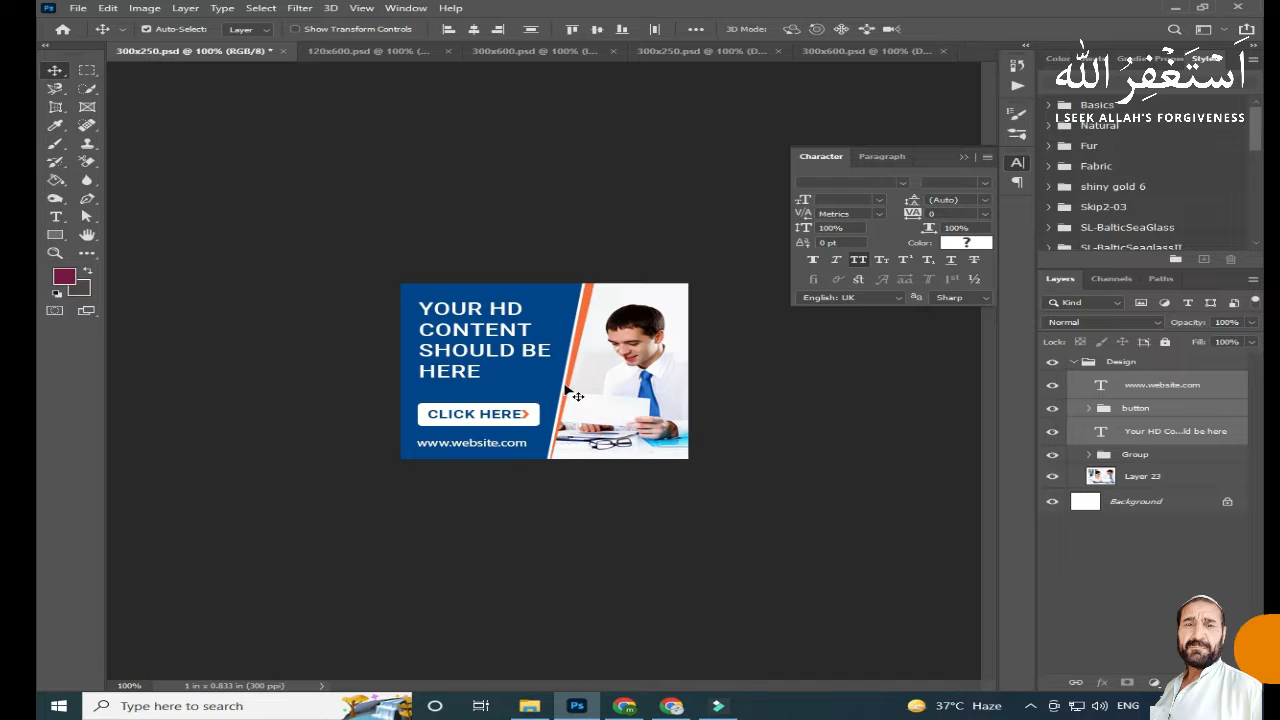 Ps File Edit Image Layer Type Select Filter 3D View Window Help
Auto-Select: Layer Show Transform Controls 3D Mode:
300x250.psd @ 100% (RGB/8) * 120x600.psd @ 100% (... 300x600.psd @ 100% (L... 300x250.psd @ 100% (D... 300x600.psd @ 100% (D...
Styles
أَسْتَغْفِرُ اللّٰه
I SEEK ALLAH'S FORGIVENESS
Basics
Natural
Fur
Fabric
shiny gold 6
Skip2-03
SL-BalticSeaGlass
SL-BalticSeaglassII
Character Paragraph
(Auto)
Metrics 0
100% 100%
0 pt Color: ?
English: UK Sharp
YOUR HD
CONTENT
SHOULD BE
HERE
CLICK HERE
www.website.com
Layers Channels Paths
Kind
Normal Opacity: 100%
Lock: Fill: 100%
Design
www.website.com
button
Your HD Co...ld be here
Group
Layer 23
Background
100% 1 in x 0.833 in (300 ppi)
Type here to search
Ps
37°C Haze ENG